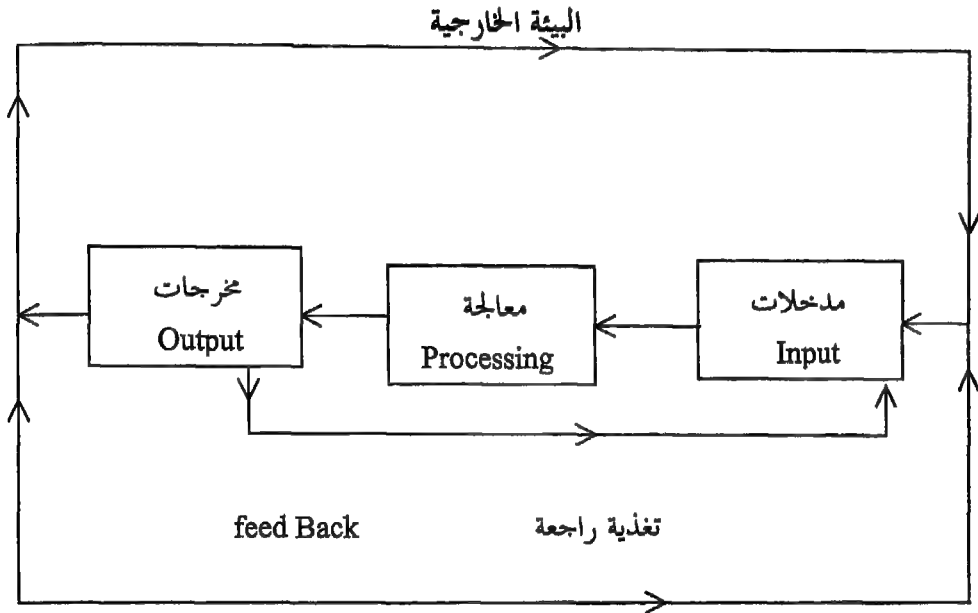 البيئة الخارجية
مدخلات
Input
معالجة
Processing
مخرجات
Output
تغذية راجعة
feed Back